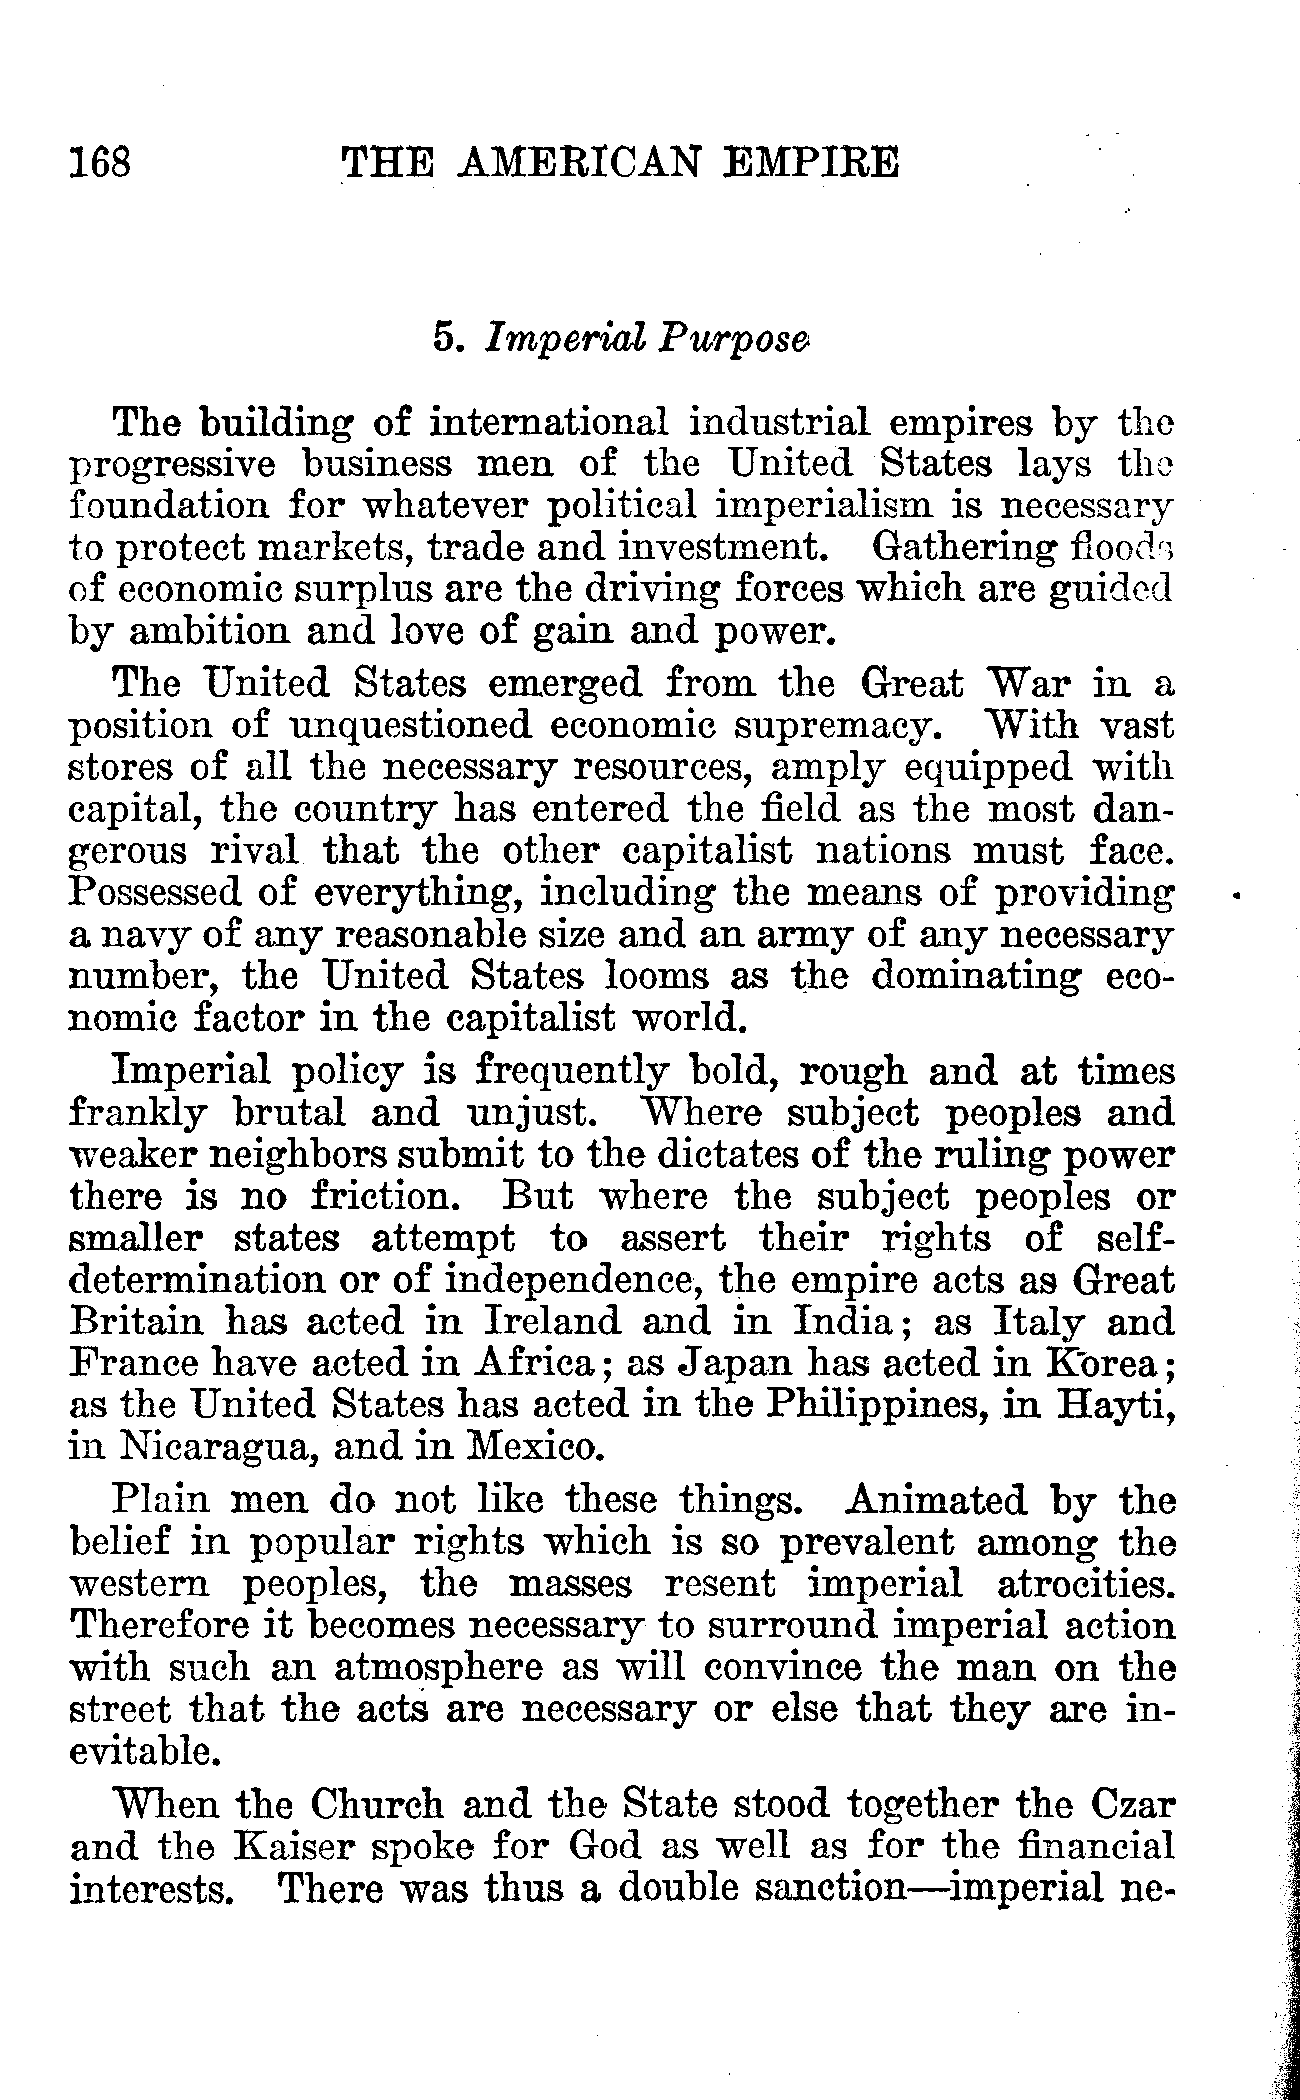 168 THE AMERICAN EMPIRE
5. Imperial Purpose
The building of international industrial empires by the
progressive business men of the United States lays the
foundation for whatever political imperialism is necessary
to protect markets, trade and investment. Gathering floods
of economic surplus are the driving forces which are guided
by ambition and love of gain and power.
The United States emerged from the Great War in a
position of unquestioned economic supremacy. With vast
stores of all the necessary resources, amply equipped with
capital, the country has entered the field as the most dan-
gerous rival that the other capitalist nations must face.
Possessed of everything, including the means of providing
a navy of any reasonable size and an army of any necessary
number, the United States looms as the dominating eco-
nomic factor in the capitalist world.
Imperial policy is frequently bold, rough and at times
frankly brutal and unjust. Where subject peoples and
weaker neighbors submit to the dictates of the ruling power
there is no friction. But where the subject peoples or
smaller states attempt to assert their rights of self-
determination or of independence, the empire acts as Great
Britain has acted in Ireland and in India; as Italy and
France have acted in Africa; as Japan has acted in Korea;
as the United States has acted in the Philippines, in Hayti,
in Nicaragua, and in Mexico.
Plain men do not like these things. Animated by the
belief in popular rights which is so prevalent among the
western peoples, the masses resent imperial atrocities.
Therefore it becomes necessary to surround imperial action
with such an atmosphere as will convince the man on the
street that the acts are necessary or else that they are in-
evitable.
When the Church and the State stood together the Czar
and the Kaiser spoke for God as well as for the financial
interests. There was thus a double sanction—imperial ne-